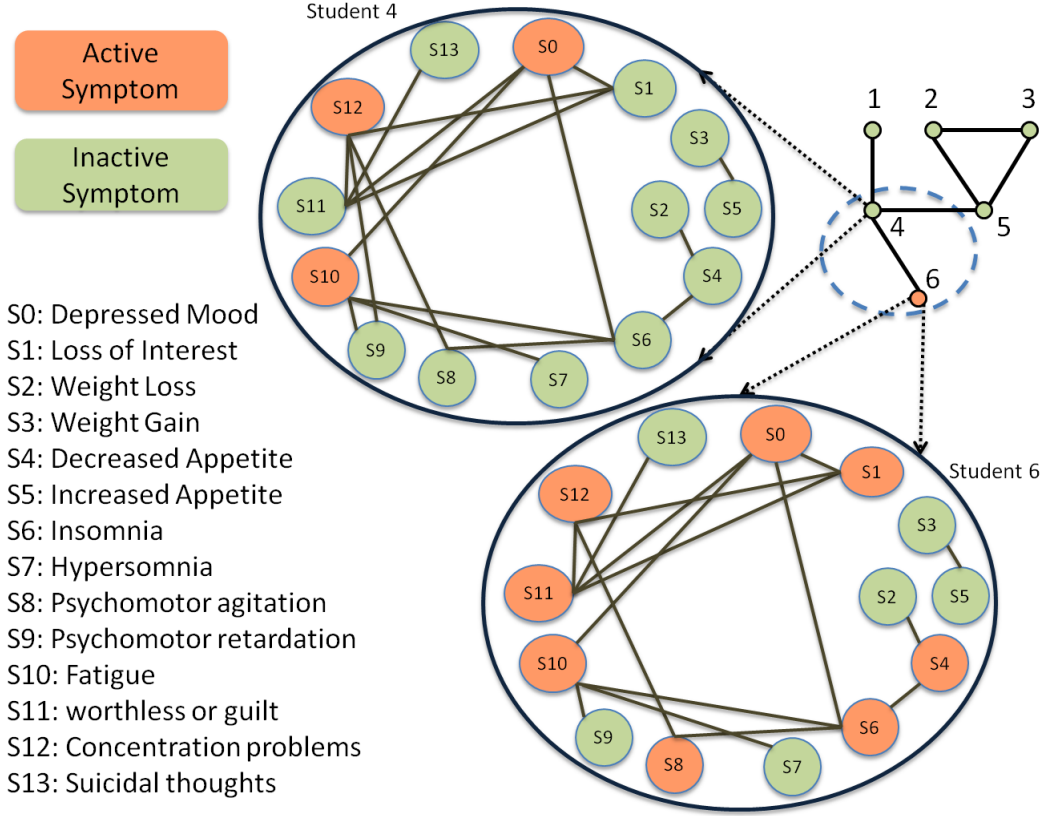 Student 4
Active
Symptom
Inactive
Symptom
S13
S0
S12
S1
S3
S11
S2
S5
S10
S4
S9
S6
S8
S7
1
2
3
4
5
6
S0: Depressed Mood
S1: Loss of Interest
S2: Weight Loss
S3: Weight Gain
S4: Decreased Appetite
S5: Increased Appetite
S6: Insomnia
S7: Hypersomnia
S8: Psychomotor agitation
S9: Psychomotor retardation
S10: Fatigue
S11: worthless or guilt
S12: Concentration problems
S13: Suicidal thoughts
Student 6
S13
S0
S1
S12
S3
S11
S2
S5
S10
S4
S9
S6
S8
S7